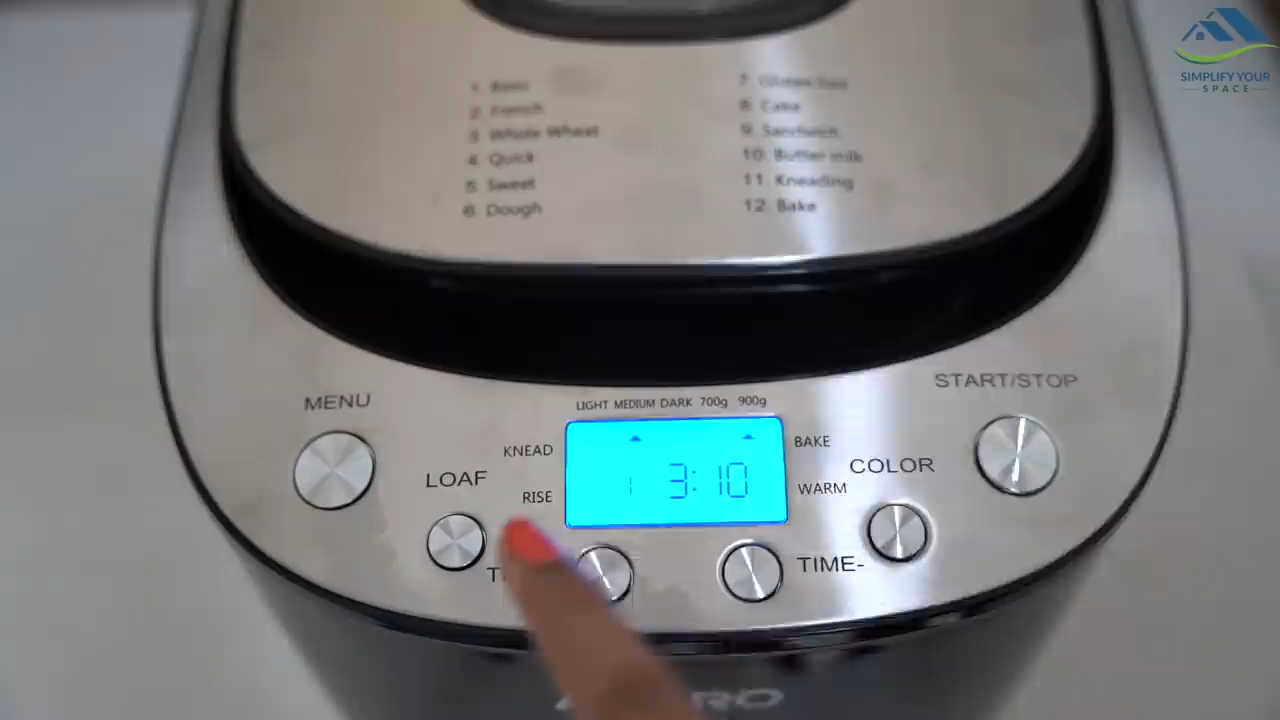 SIMPLIFY YOUR
SPACE
1 Basic
2 French
3 Whole Wheat
4 Quick
5 Sweet
6 Dough
7 Gluten free
8 Cake
9 Sandwich
10 Butter milk
11 Kneading
12 Bake
MENU
LOAF
LIGHT MEDIUM DARK 700g 900g
KNEAD
RISE
1 3:10
BAKE
WARM
COLOR
START/STOP
TIME-